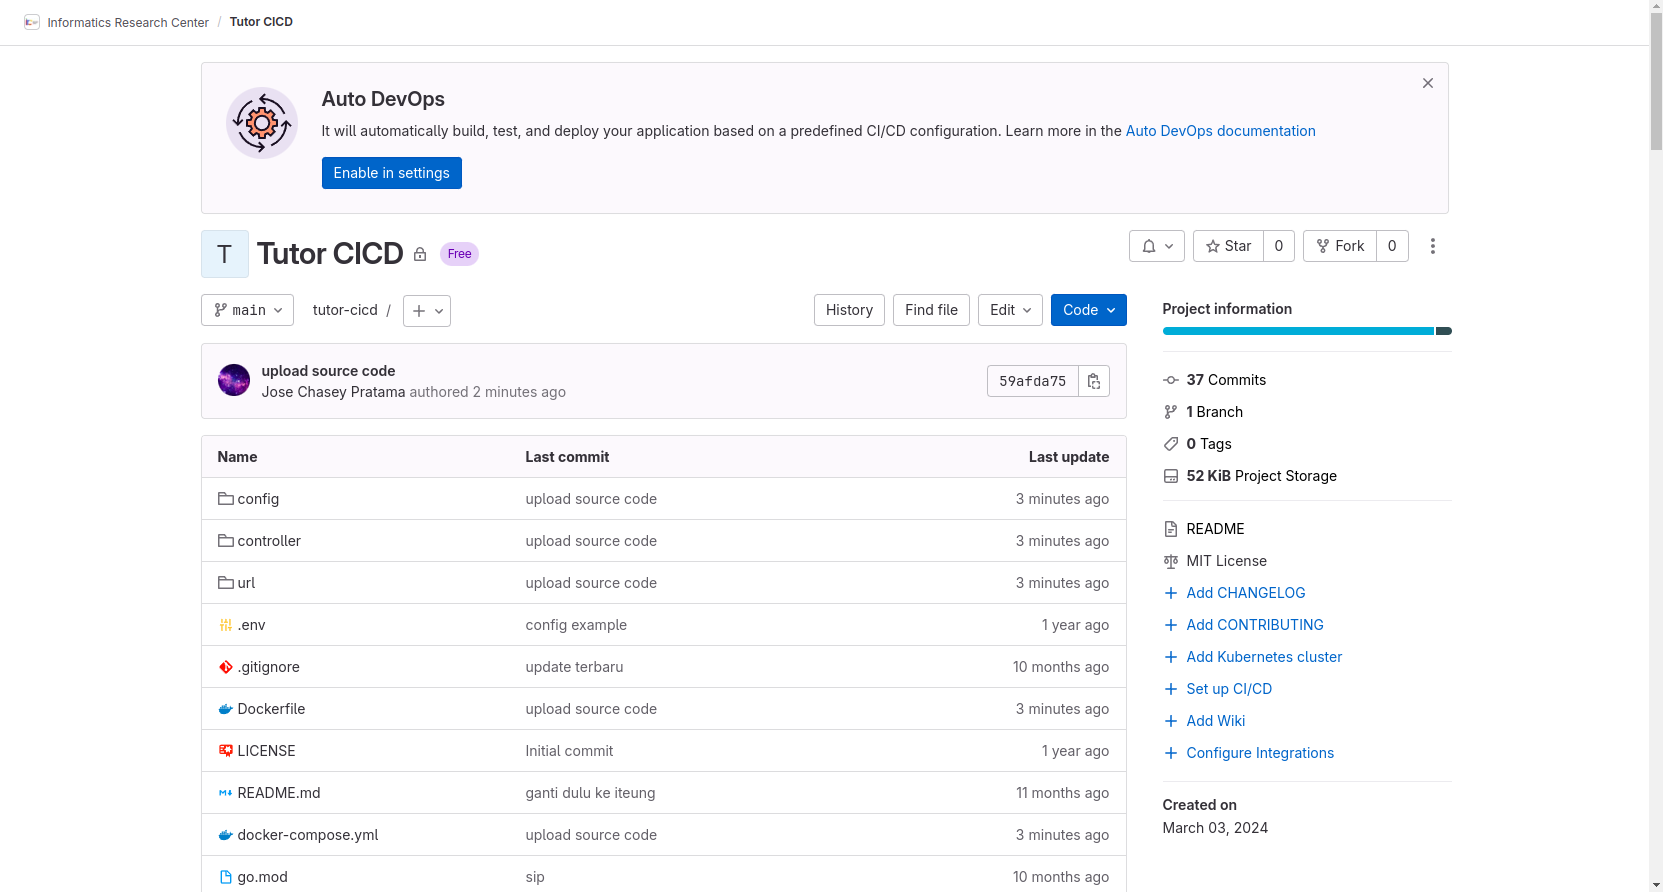 Informatics Research Center / Tutor CICD
Auto DevOps
It will automatically build, test, and deploy your application based on a predefined CI/CD configuration. Learn more in the Auto DevOps documentation
Enable in settings
T Tutor CICD Free
Star 0 Fork 0
main tutor-cicd / History Find file Edit Code
upload source code
Jose Chasey Pratama authored 2 minutes ago
59afda75
Name Last commit Last update
config upload source code 3 minutes ago
controller upload source code 3 minutes ago
url upload source code 3 minutes ago
.env config example 1 year ago
.gitignore update terbaru 10 months ago
Dockerfile upload source code 3 minutes ago
LICENSE Initial commit 1 year ago
README.md ganti dulu ke iteung 11 months ago
docker-compose.yml upload source code 3 minutes ago
go.mod sip 10 months ago
Project information
37 Commits
1 Branch
0 Tags
52 KiB Project Storage
README
MIT License
Add CHANGELOG
Add CONTRIBUTING
Add Kubernetes cluster
Set up CI/CD
Add Wiki
Configure Integrations
Created on
March 03, 2024